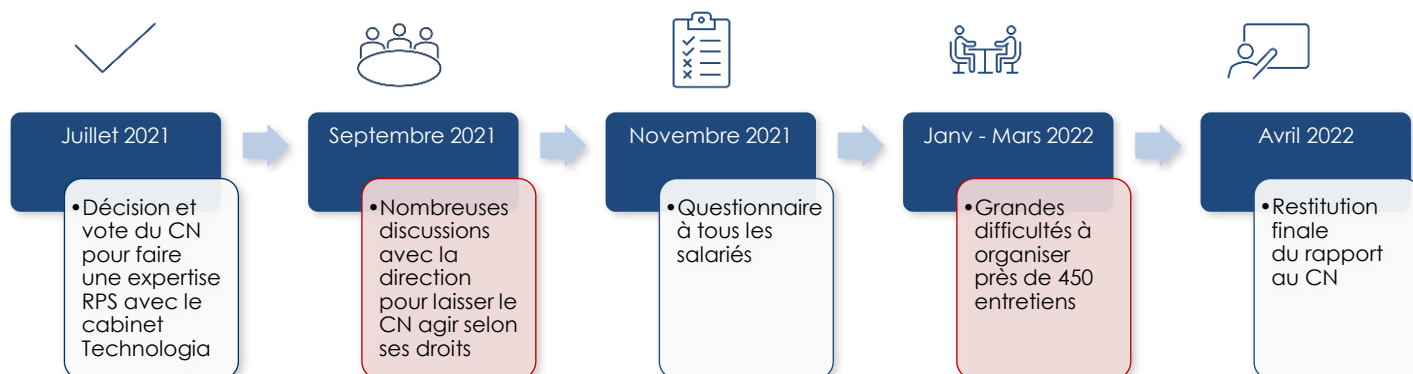 Juillet 2021
•Décision et
vote du CN
pour faire
une expertise
RPS avec le
cabinet
Technologia
Septembre 2021
•Nombreuses
discussions
avec la
direction
pour laisser le
CN agir selon
ses droits
Novembre 2021
•Questionnaire
à tous les
salariés
Janv - Mars 2022
•Grandes
difficultés à
organiser
près de 450
entretiens
Avril 2022
•Restitution
finale
du rapport
au CN